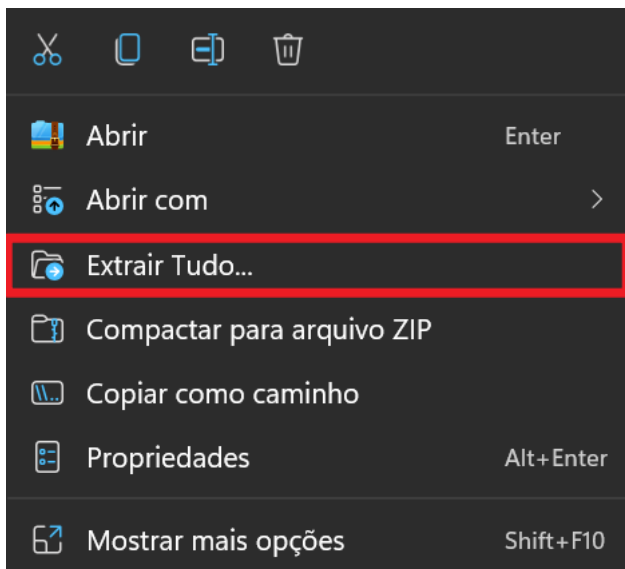 Abrir Enter
Abrir com
Extrair Tudo...
Compactar para arquivo ZIP
Copiar como caminho
Propriedades Alt+Enter
Mostrar mais opções Shift+F10